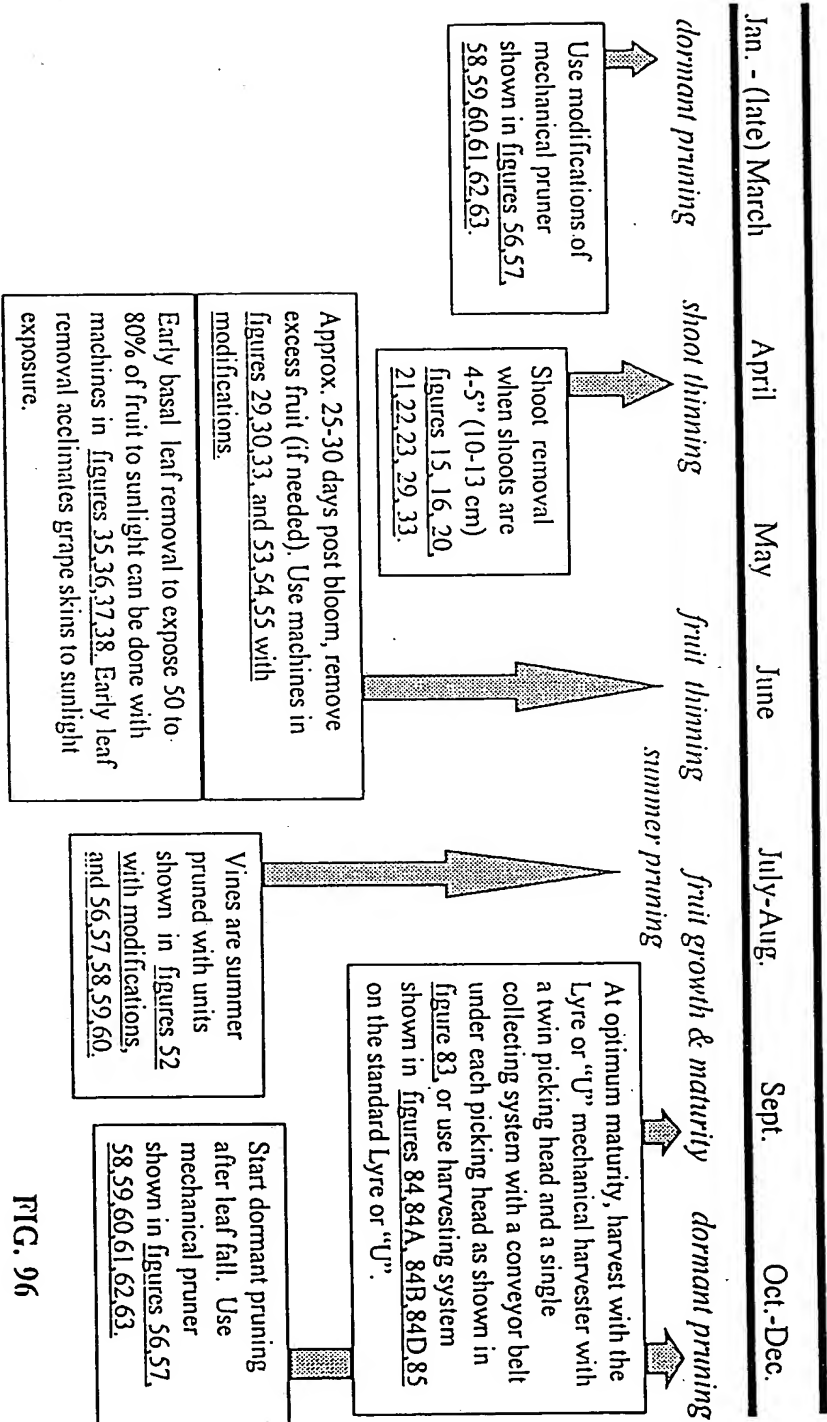 Jan. - (late) March April May June July-Aug. Sept. Oct.-Dec.
dormant pruning shoot thinning fruit thinning fruit growth & maturity dormant pruning
summer pruning
Use modifications of
mechanical pruner
shown in figures 56,57,
58,59,60,61,62,63.
Shoot removal
when shoots are
4-5" (10-13 cm)
figures 15, 16, 20,
21,22,23, 29, 33.
Approx. 25-30 days post bloom, remove
excess fruit (if needed). Use machines in
figures 29,30,33, and 53,54,55 with
modifications.
Early basal leaf removal to expose 50 to
80% of fruit to sunlight can be done with
machines in figures 35,36,37,38. Early leaf
removal acclimates grape skins to sunlight
exposure.
Vines are summer
pruned with units
shown in figures 52
with modifications,
and 56,57,58,59,60.
At optimum maturity, harvest with the
Lyre or "U" mechanical harvester with
a twin picking head and a single
collecting system with a conveyor belt
under each picking head as shown in
figure 83 or use harvesting system
shown in figures 84,84A, 84B,84D,85
on the standard Lyre or "U".
Start dormant pruning
after leaf fall. Use
mechanical pruner
shown in figures 56,57,
58,59,60,61,62,63.
FIG. 96